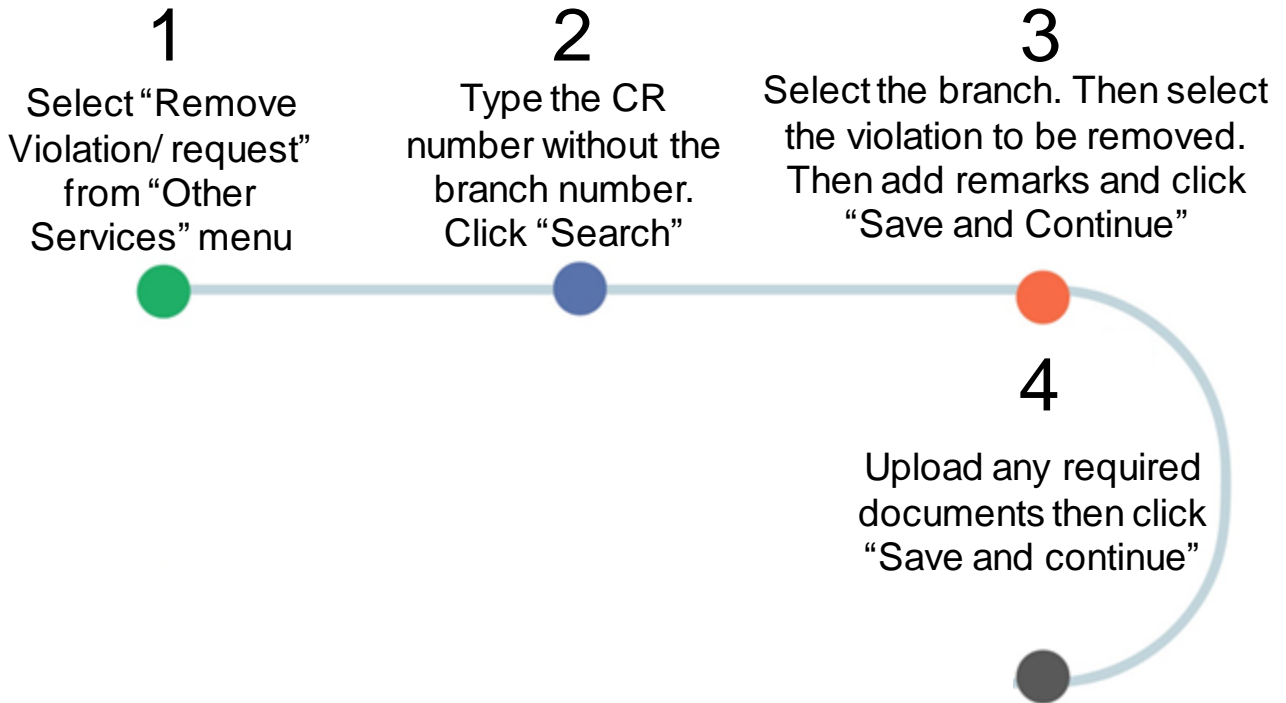 1
Select “Remove
Violation/ request”
from “Other
Services” menu
2
Type the CR
number without the
branch number.
Click “Search”
3
Select the branch. Then select
the violation to be removed.
Then add remarks and click
“Save and Continue”
4
Upload any required
documents then click
“Save and continue”